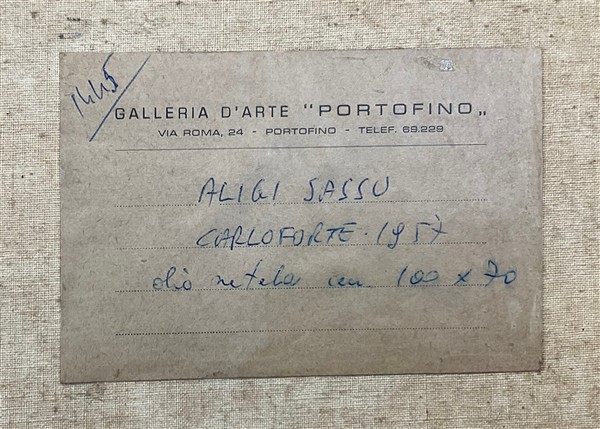 1445
GALLERIA D'ARTE "PORTOFINO„
VIA ROMA, 24 - PORTOFINO - TELEF. 69.229
ALIGI SASSU
CARLOFORTE · 1957
olio su tela cm 100 x 70